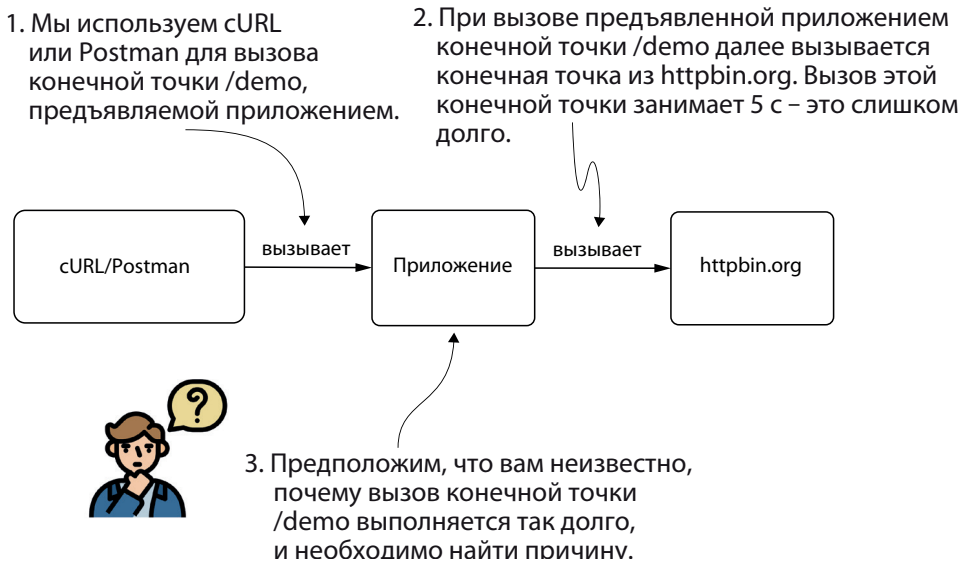 1. Мы используем cURL
или Postman для вызова
конечной точки /demo,
предъявляемой приложением.
2. При вызове предъявленной приложением
конечной точки /demo далее вызывается
конечная точка из httpbin.org. Вызов этой
конечной точки занимает 5 с – это слишком
долго.
cURL/Postman
вызывает
Приложение
вызывает
httpbin.org
?
3. Предположим, что вам неизвестно,
почему вызов конечной точки
/demo выполняется так долго,
и необходимо найти причину.